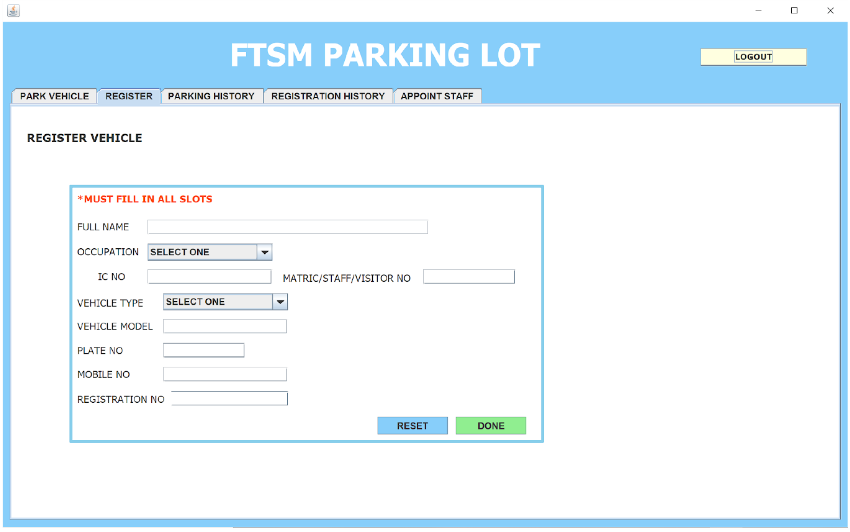 FTSM PARKING LOT
LOGOUT
PARK VEHICLE REGISTER PARKING HISTORY REGISTRATION HISTORY APPOINT STAFF
REGISTER VEHICLE
*MUST FILL IN ALL SLOTS
FULL NAME
OCCUPATION SELECT ONE
IC NO MATRIC/STAFF/VISITOR NO
VEHICLE TYPE SELECT ONE
VEHICLE MODEL
PLATE NO
MOBILE NO
REGISTRATION NO
RESET DONE